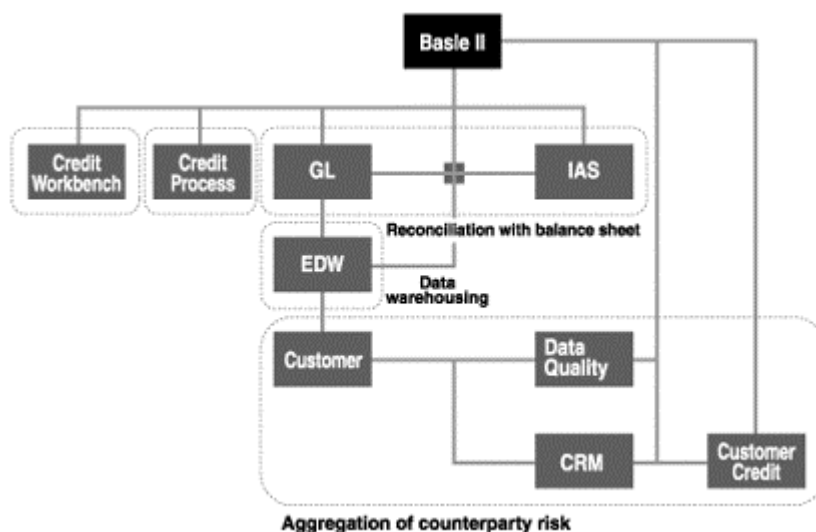 Basle II
Credit
Workbench
Credit
Process
GL
IAS
Reconciliation with balance sheet
EDW
Data
warehousing
Customer
Data
Quality
CRM
Customer
Credit
Aggregation of counterparty risk